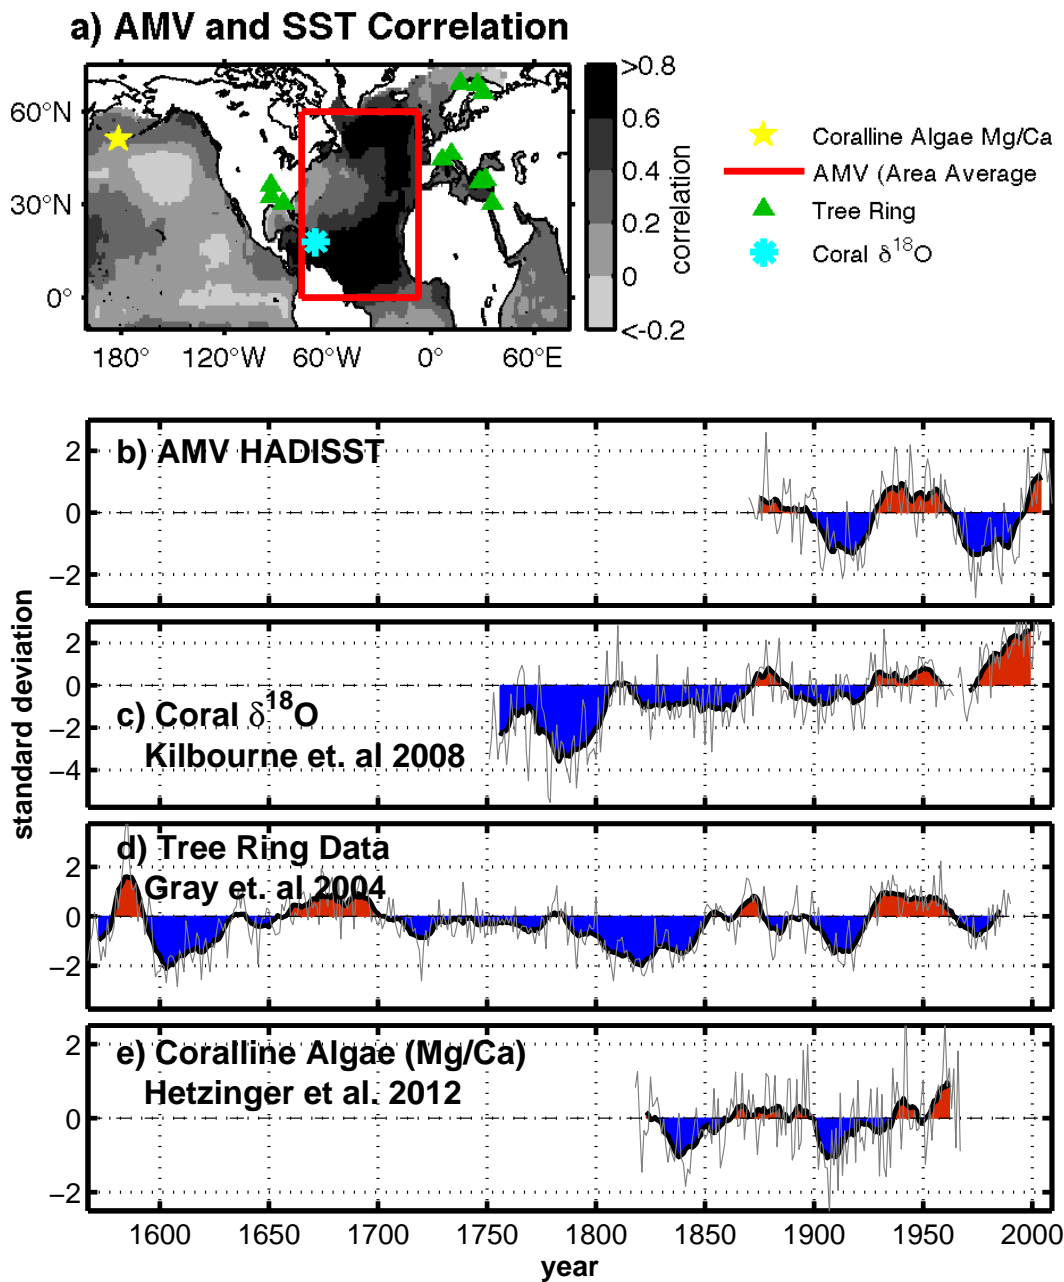 a) AMV and SST Correlation
60°N
30°N
0°
180°
120°W
60°W
0°
60°E
>0.8
0.6
0.4
0.2
0
<-0.2
correlation
Coralline Algae Mg/Ca
AMV (Area Average
Tree Ring
Coral δ¹⁸O
standard deviation
b) AMV HADISST
2
0
−2
c) Coral δ¹⁸O
Kilbourne et. al 2008
2
0
−2
−4
d) Tree Ring Data
Gray et. al 2004
2
0
−2
e) Coralline Algae (Mg/Ca)
Hetzinger et al. 2012
2
0
−2
1600
1650
1700
1750
1800
1850
1900
1950
2000
year